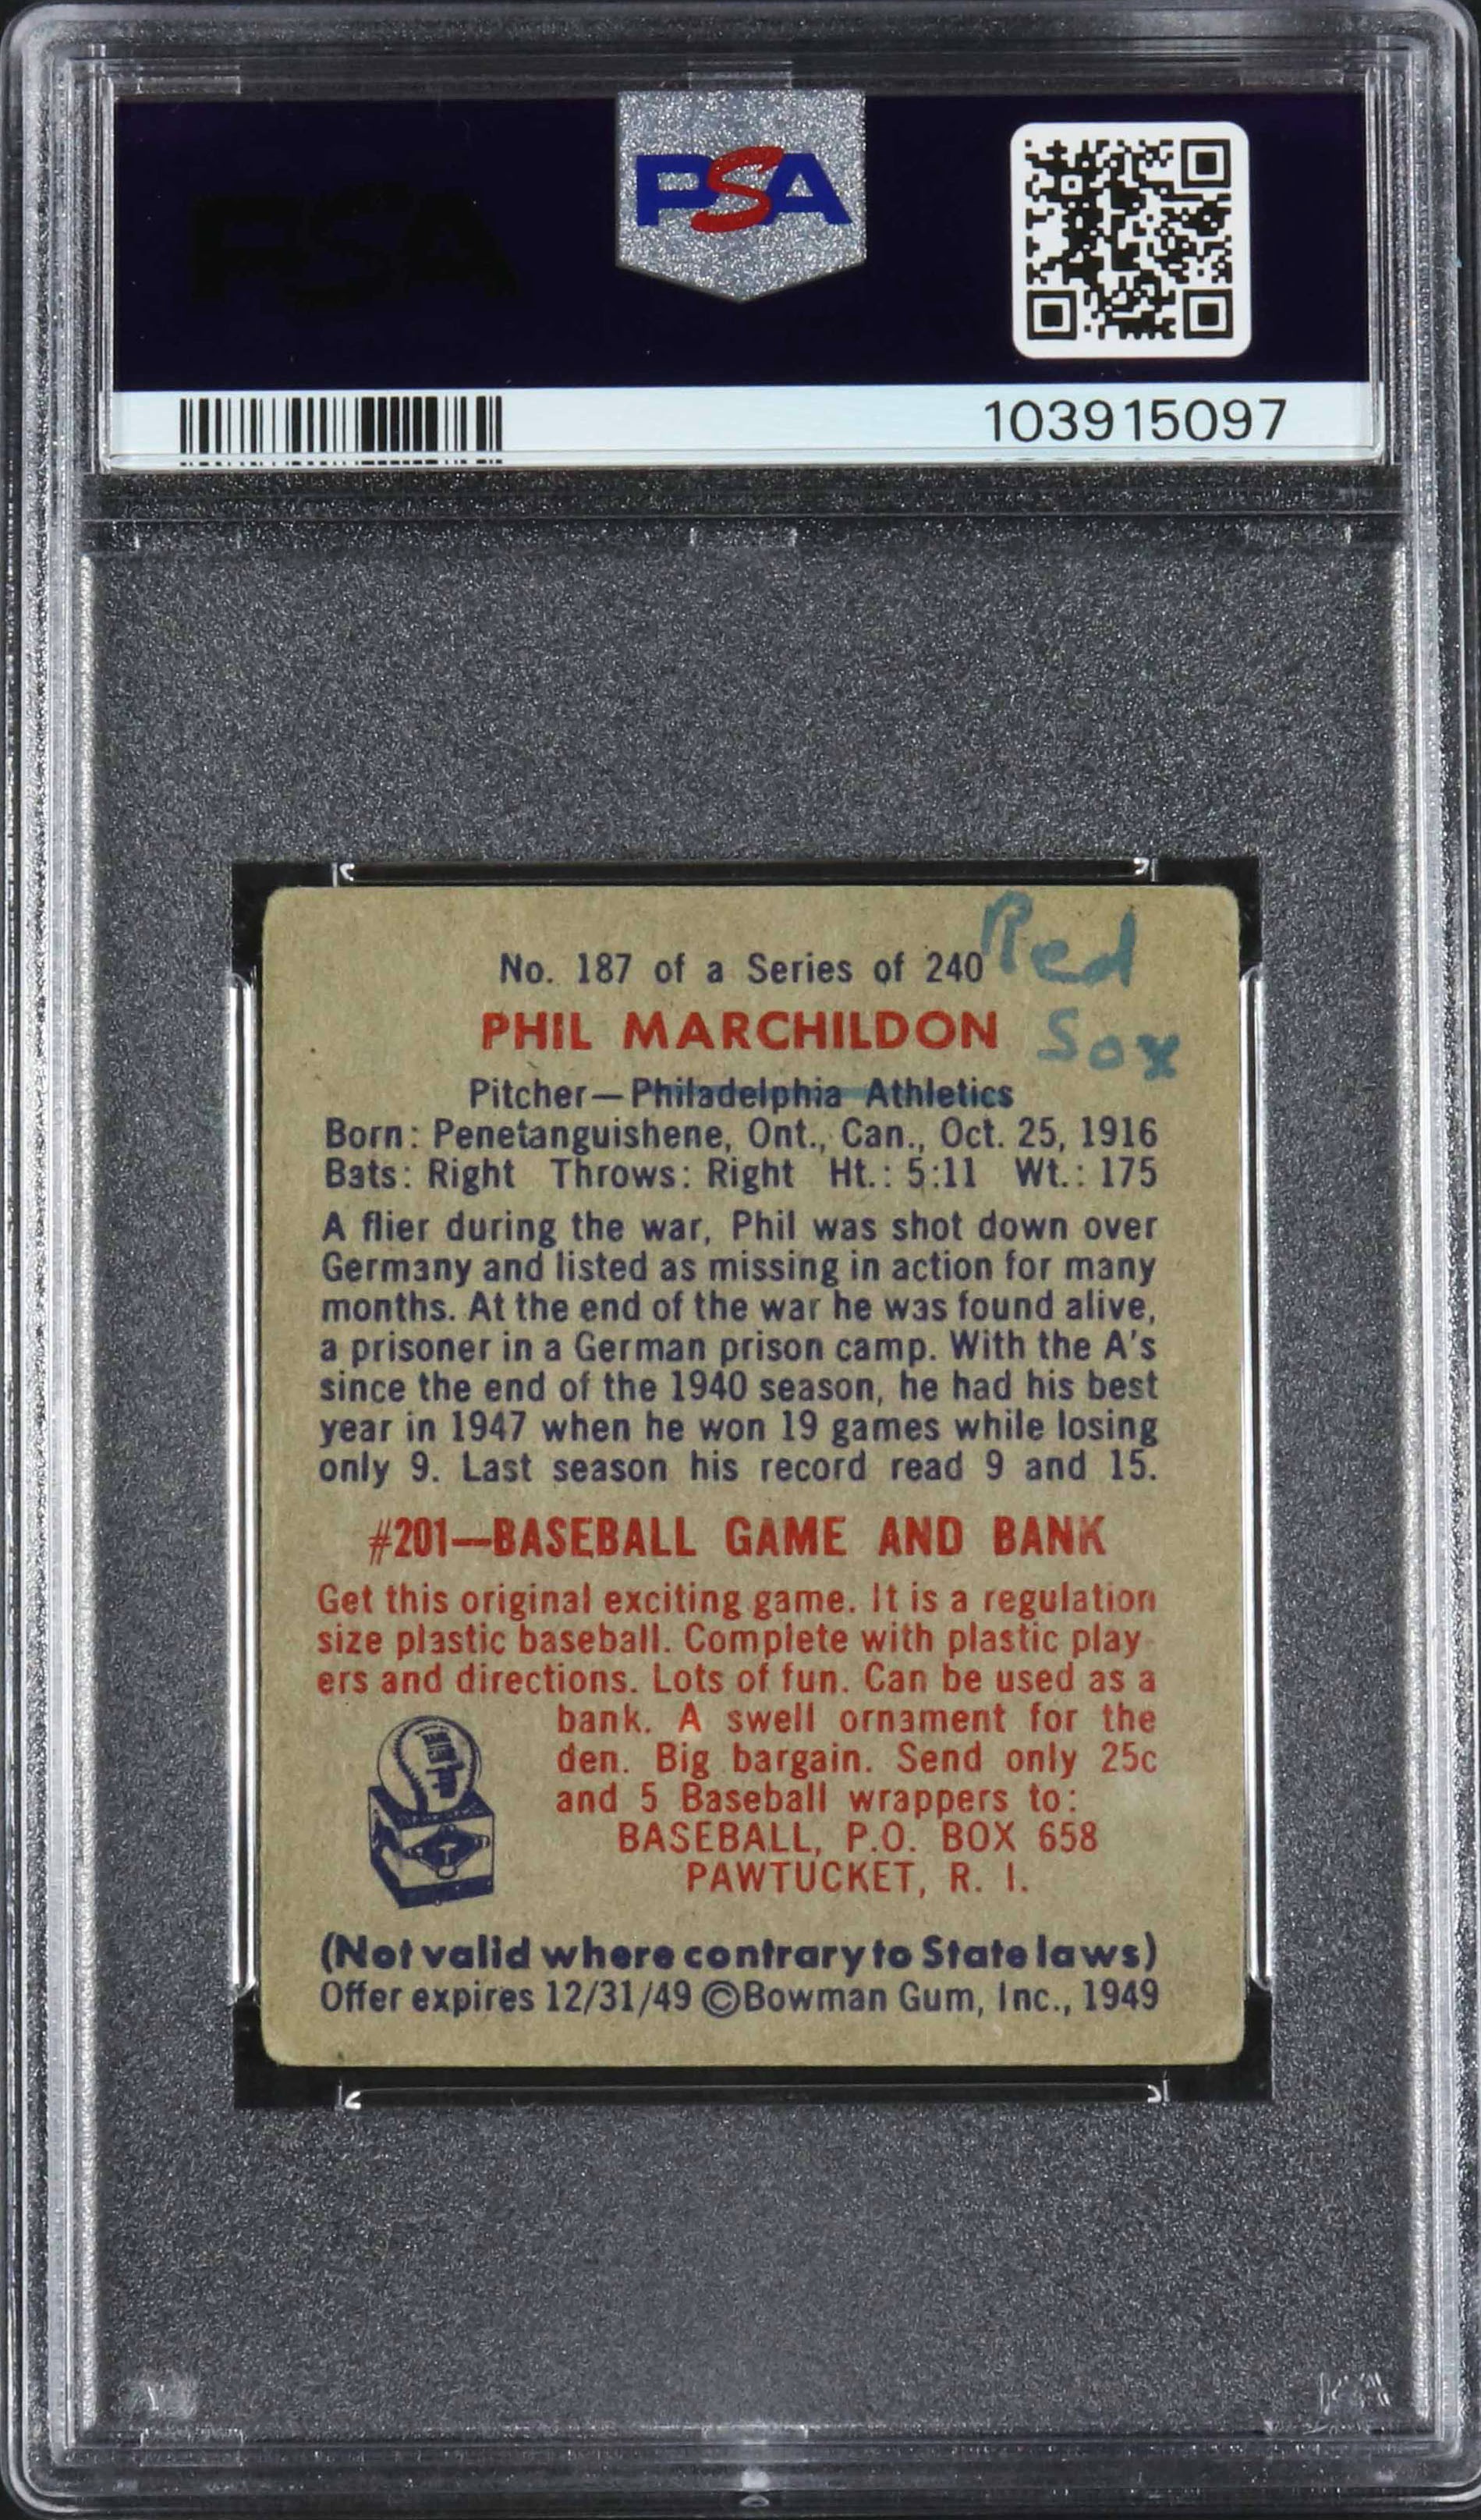 PSA
103915097
No. 187 of a Series of 240 Red
PHIL MARCHILDON Sox
Pitcher—Philadelphia Athletics
Born: Penetanguishene, Ont., Can., Oct. 25, 1916
Bats: Right Throws: Right Ht.: 5:11 Wt.: 175
A flier during the war, Phil was shot down over
Germany and listed as missing in action for many
months. At the end of the war he was found alive,
a prisoner in a German prison camp. With the A's
since the end of the 1940 season, he had his best
year in 1947 when he won 19 games while losing
only 9. Last season his record read 9 and 15.
#201—BASEBALL GAME AND BANK
Get this original exciting game. It is a regulation
size plastic baseball. Complete with plastic play-
ers and directions. Lots of fun. Can be used as a
bank. A swell ornament for the
den. Big bargain. Send only 25c
and 5 Baseball wrappers to:
BASEBALL, P.O. BOX 658
PAWTUCKET, R. I.
(Not valid where contrary to State laws)
Offer expires 12/31/49 ©Bowman Gum, Inc., 1949